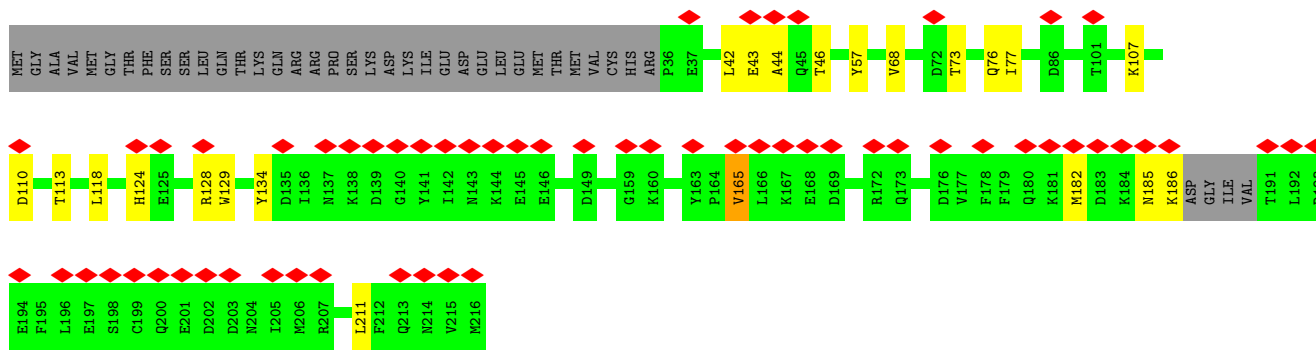 MET GLY ALA VAL MET GLY THR PHE SER SER LEU GLN THR LYS GLN ARG ARG PRO SER LYS ASP LYS ILE GLU ASP GLU LEU GLU MET THR MET VAL CYS HIS ARG P36 E37 L42 E43 A44 Q45 T46 Y57 V68 D72 T73 Q76 I77 D86 T101 K107
D110 T113 L118 H124 E125 R128 W129 Y134 D135 I136 N137 K138 D139 G140 Y141 I142 N143 K144 E145 E146 D149 G159 K160 Y163 P164 V165 L166 K167 E168 D169 R172 Q173 D176 V177 F178 F179 Q180 K181 M182 D183 K184 N185 K186 ASP GLY ILE VAL T191 L192
E194 F195 L196 E197 S198 C199 Q200 E201 D202 D203 N204 I205 M206 R207 L211 F212 Q213 N214 V215 M216